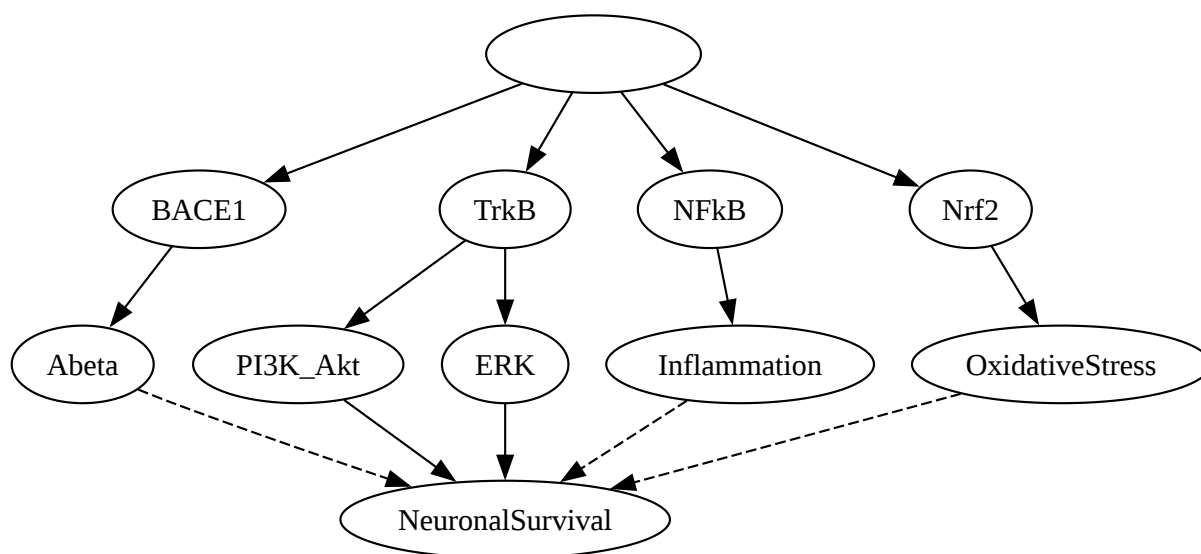 BACE1
TrkB
NFkB
Nrf2
Abeta
PI3K_Akt
ERK
Inflammation
OxidativeStress
NeuronalSurvival